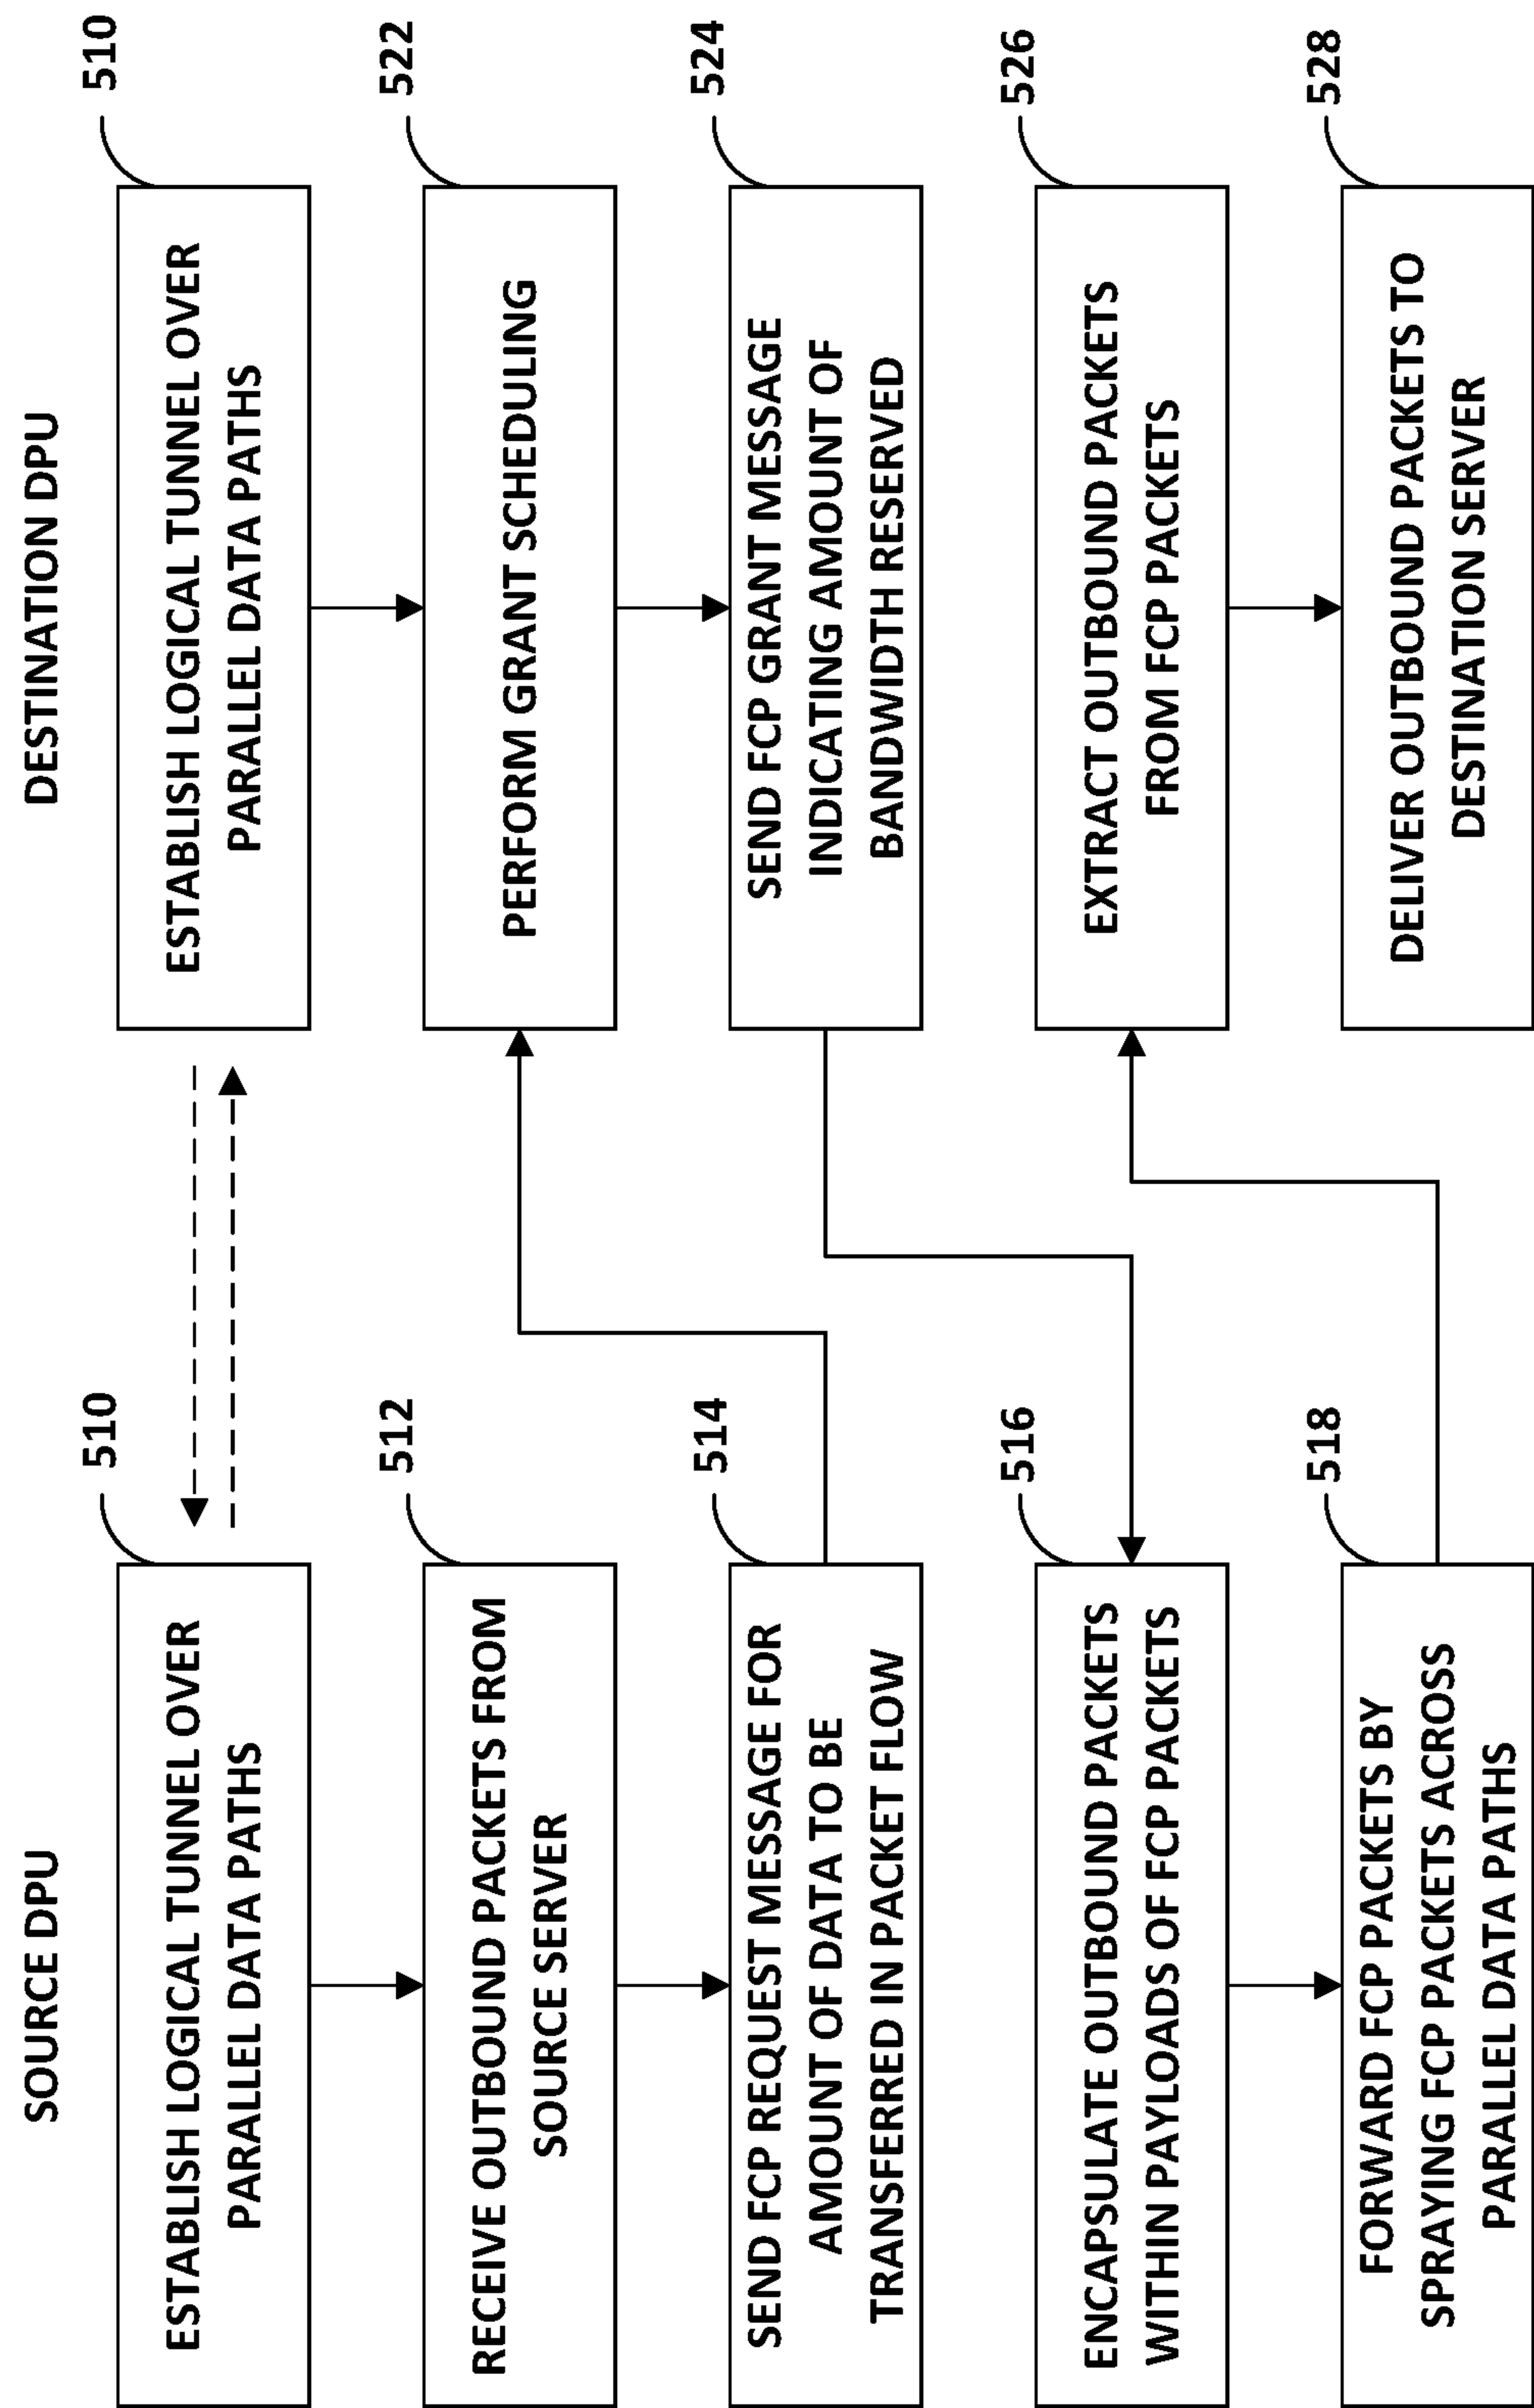 SOURCE DPU
510
ESTABLISH LOGICAL TUNNEL OVER
PARALLEL DATA PATHS
512
RECEIVE OUTBOUND PACKETS FROM
SOURCE SERVER
514
SEND FCP REQUEST MESSAGE FOR
AMOUNT OF DATA TO BE
TRANSFERRED IN PACKET FLOW
516
ENCAPSULATE OUTBOUND PACKETS
WITHIN PAYLOADS OF FCP PACKETS
518
FORWARD FCP PACKETS BY
SPRAYING FCP PACKETS ACROSS
PARALLEL DATA PATHS
DESTINATION DPU
510
ESTABLISH LOGICAL TUNNEL OVER
PARALLEL DATA PATHS
522
PERFORM GRANT SCHEDULING
524
SEND FCP GRANT MESSAGE
INDICATING AMOUNT OF
BANDWIDTH RESERVED
526
EXTRACT OUTBOUND PACKETS
FROM FCP PACKETS
528
DELIVER OUTBOUND PACKETS TO
DESTINATION SERVER